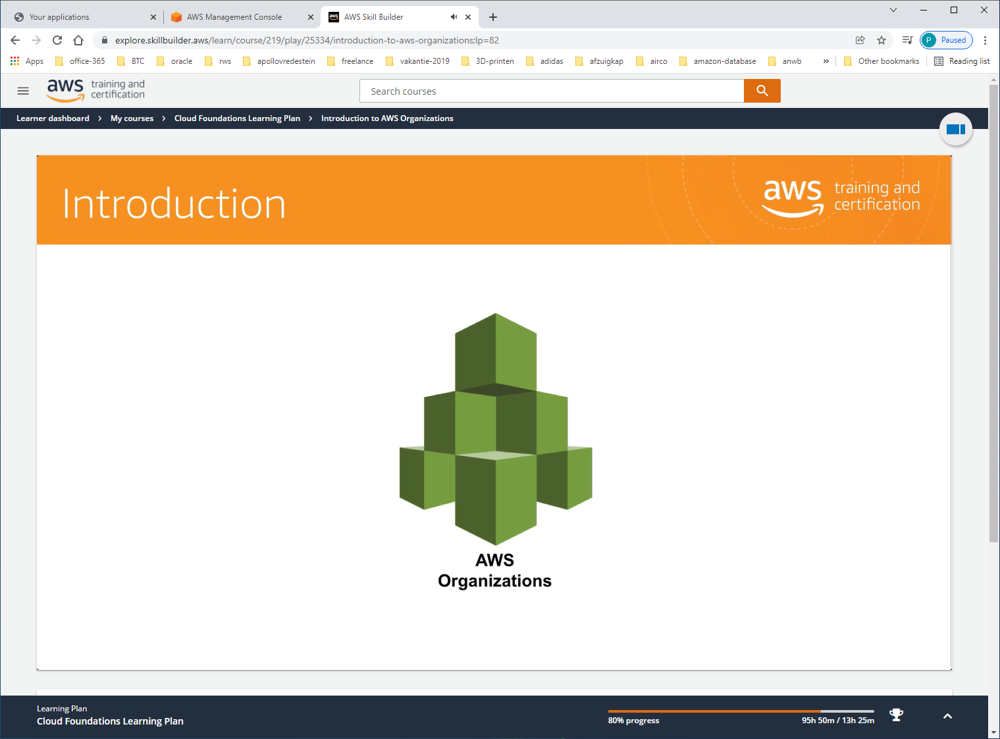 Your applications
AWS Management Console
aws
AWS Skill Builder
explore.skillbuilder.aws/learn/course/219/play/25334/introduction-to-aws-organizations;lp=82
P Paused
Apps office-365 BTC oracle rws apollovredestein freelance vakantie-2019 3D-printen adidas afzuigkap airco amazon-database anwb » Other bookmarks Reading list
aws training and
certification
Search courses
Learner dashboard > My courses > Cloud Foundations Learning Plan > Introduction to AWS Organizations
Introduction
aws training and
certification
AWS
Organizations
Learning Plan
Cloud Foundations Learning Plan
80% progress
95h 50m / 13h 25m